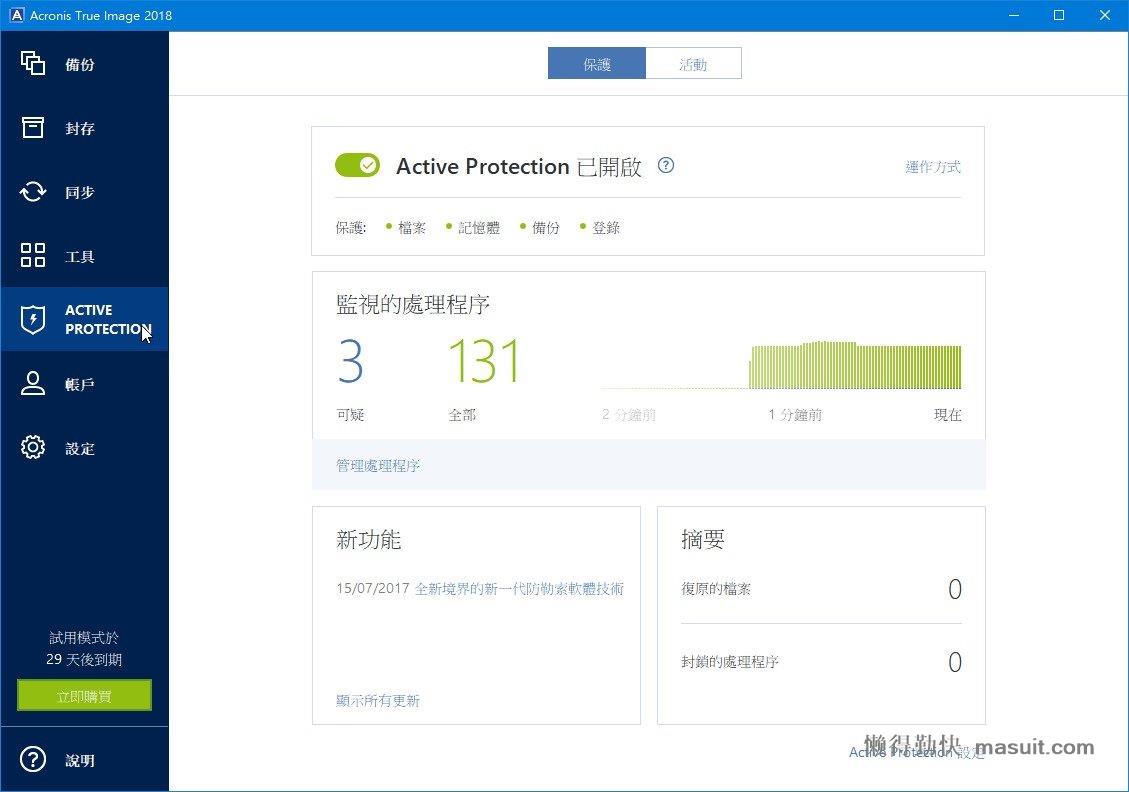 Acronis True Image 2018
備份
封存
同步
工具
ACTIVE
PROTECTION
帳戶
設定
試用模式於
29 天後到期
立即購買
說明
保護
活動
Active Protection 已開啟
運作方式
保護: 檔案 記憶體 備份 登錄
監視的處理程序
3
131
可疑
全部
2 分鐘前
1 分鐘前
現在
管理處理程序
新功能
15/07/2017 全新境界的新一代防勒索軟體技術
顯示所有更新
摘要
復原的檔案
0
封鎖的處理程序
0
Active Protection 設定
懒得勤快 masuit.com